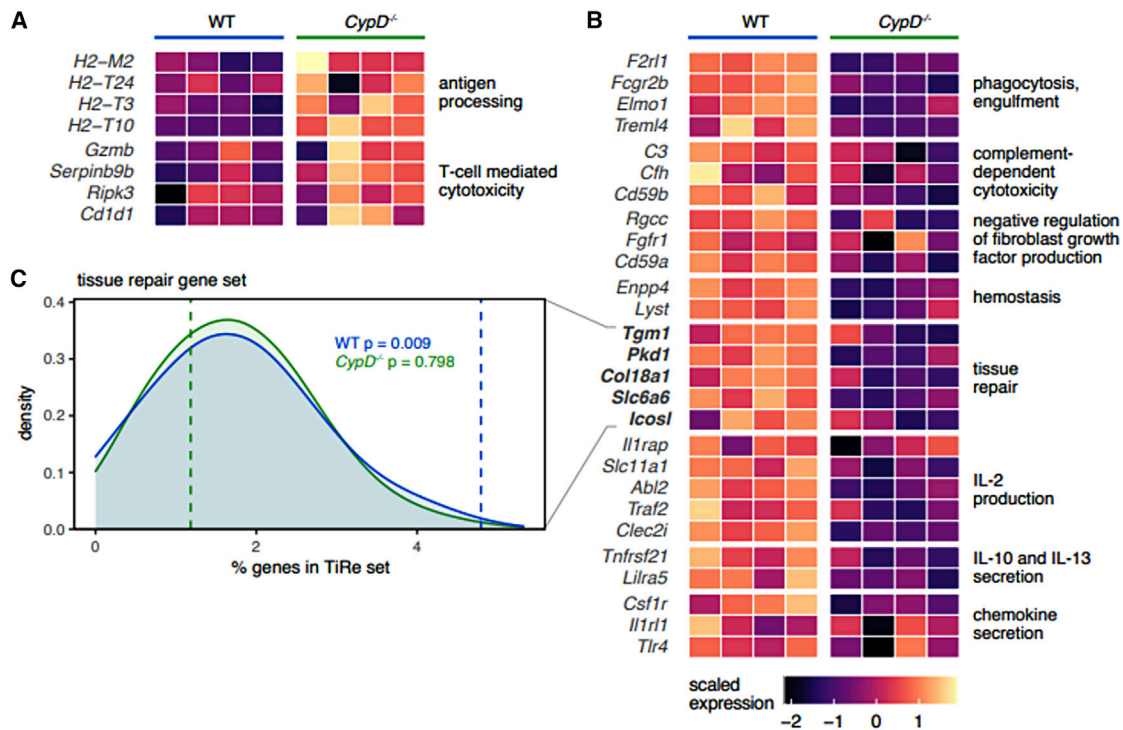 A
WT
CypD-/-
H2-M2
H2-T24
H2-T3
H2-T10
antigen
processing
Gzmb
Serpinb9b
Ripk3
Cd1d1
T-cell mediated
cytotoxicity
B
WT
CypD-/-
F2rl1
Fcgr2b
Elmo1
Treml4
phagocytosis,
engulfment
C3
Cfh
Cd59b
complement-
dependent
cytotoxicity
Rgcc
Fgfr1
Cd59a
negative regulation
of fibroblast growth
factor production
Enpp4
Lyst
hemostasis
Tgm1
Pkd1
Col18a1
Slc6a6
Icosl
tissue
repair
Il1rap
Slc11a1
Abl2
Traf2
Clec2i
IL-2
production
Tnfrsf21
Lilra5
IL-10 and IL-13
secretion
Csf1r
Il1rl1
Tlr4
chemokine
secretion
scaled
expression
-2 -1 0 1
C
tissue repair gene set
WT p = 0.009
CypD-/- p = 0.798
density
0.4
0.3
0.2
0.1
0.0
0 2 4
% genes in TiRe set